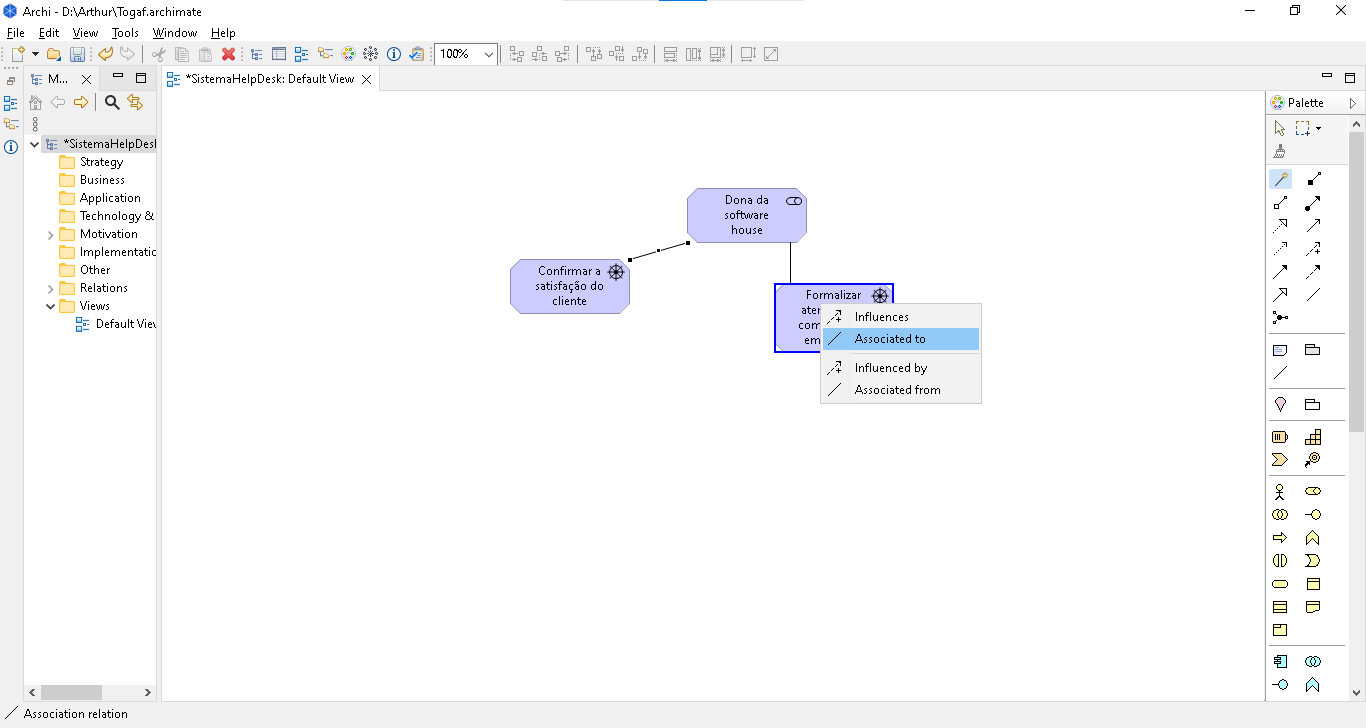 Archi - D:\Arthur\Togaf.archimate
File Edit View Tools Window Help
100%
M...
*SistemaHelpDesk: Default View
Palette
*SistemaHelpDesk
Strategy
Business
Application
Technology &
Motivation
Implementatic
Other
Relations
Views
Default View
Dona da
software
house
Confirmar a
satisfação do
cliente
Formalizar
Influences
Associated to
Influenced by
Associated from
Association relation